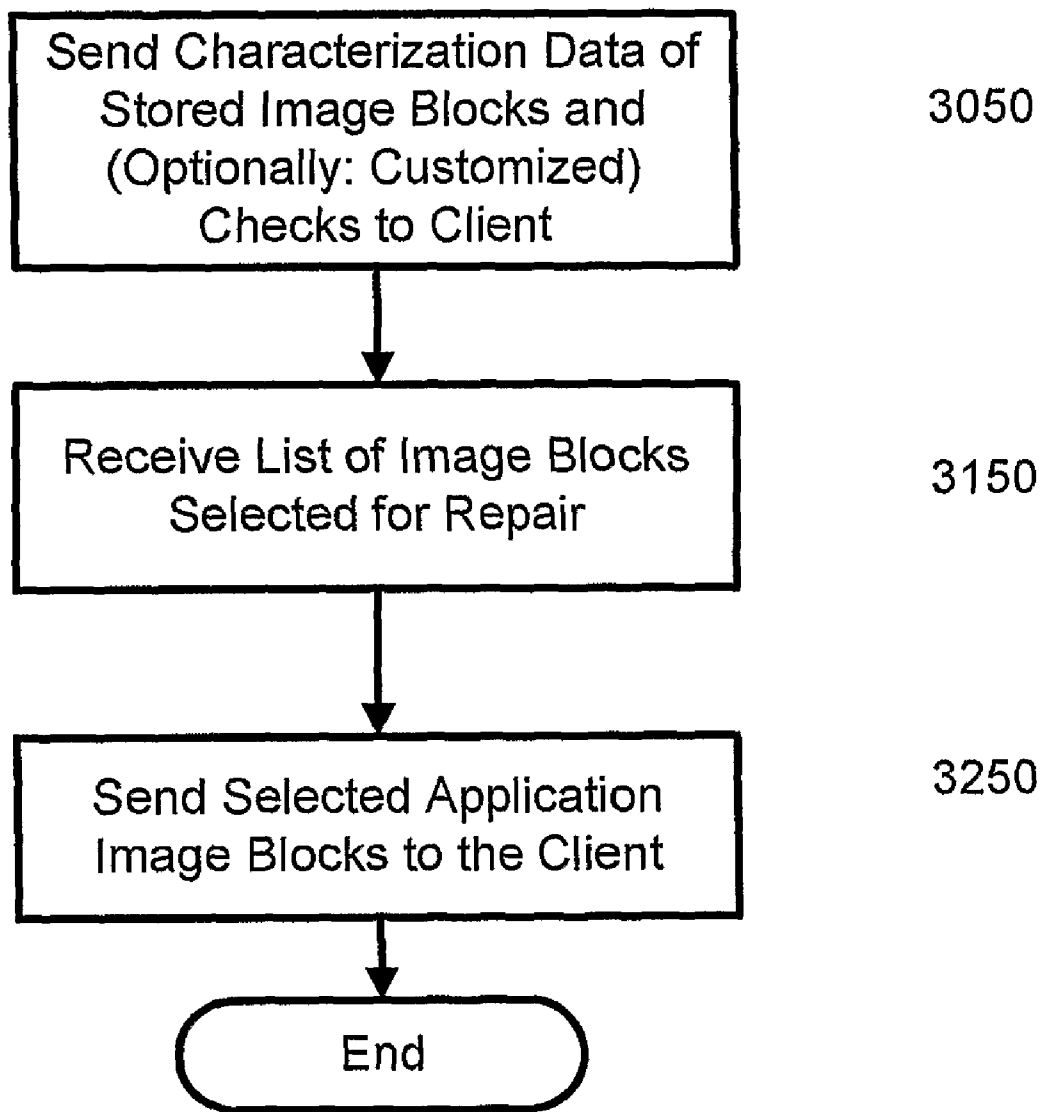 Send Characterization Data of
Stored Image Blocks and
(Optionally: Customized)
Checks to Client
3050
Receive List of Image Blocks
Selected for Repair
3150
Send Selected Application
Image Blocks to the Client
3250
End